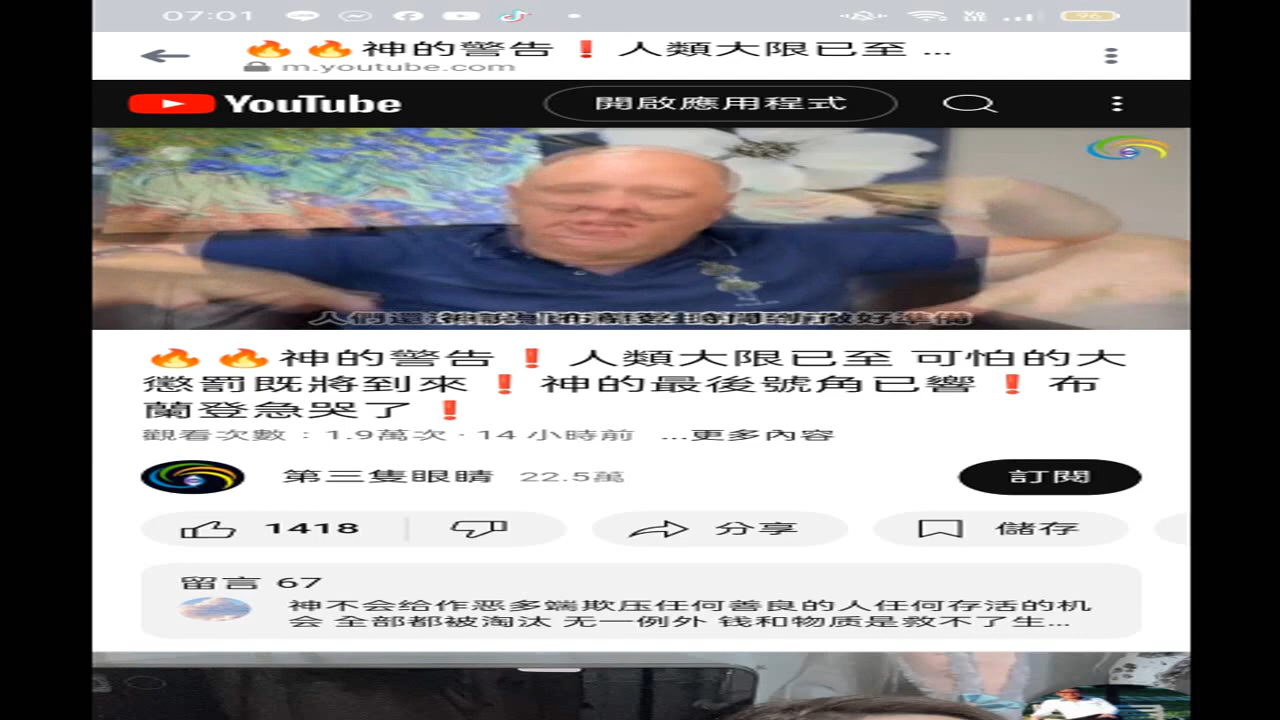 07:01
VO LTE
96
🔥🔥神的警告❗人類大限已至 ...
m.youtube.com
YouTube
開啟應用程式
🔥🔥神的警告❗人類大限已至 可怕的大
懲罰既將到來❗神的最後號角已響❗布
蘭登急哭了❗
觀看次數：1.9萬次 · 14 小時前 ...更多內容
第三隻眼睛 22.5萬
訂閱
1418
分享
儲存
留言 67
神不会给作恶多端欺压任何善良的人任何存活的机
会 全部都被淘汰 无一例外 钱和物质是救不了生...